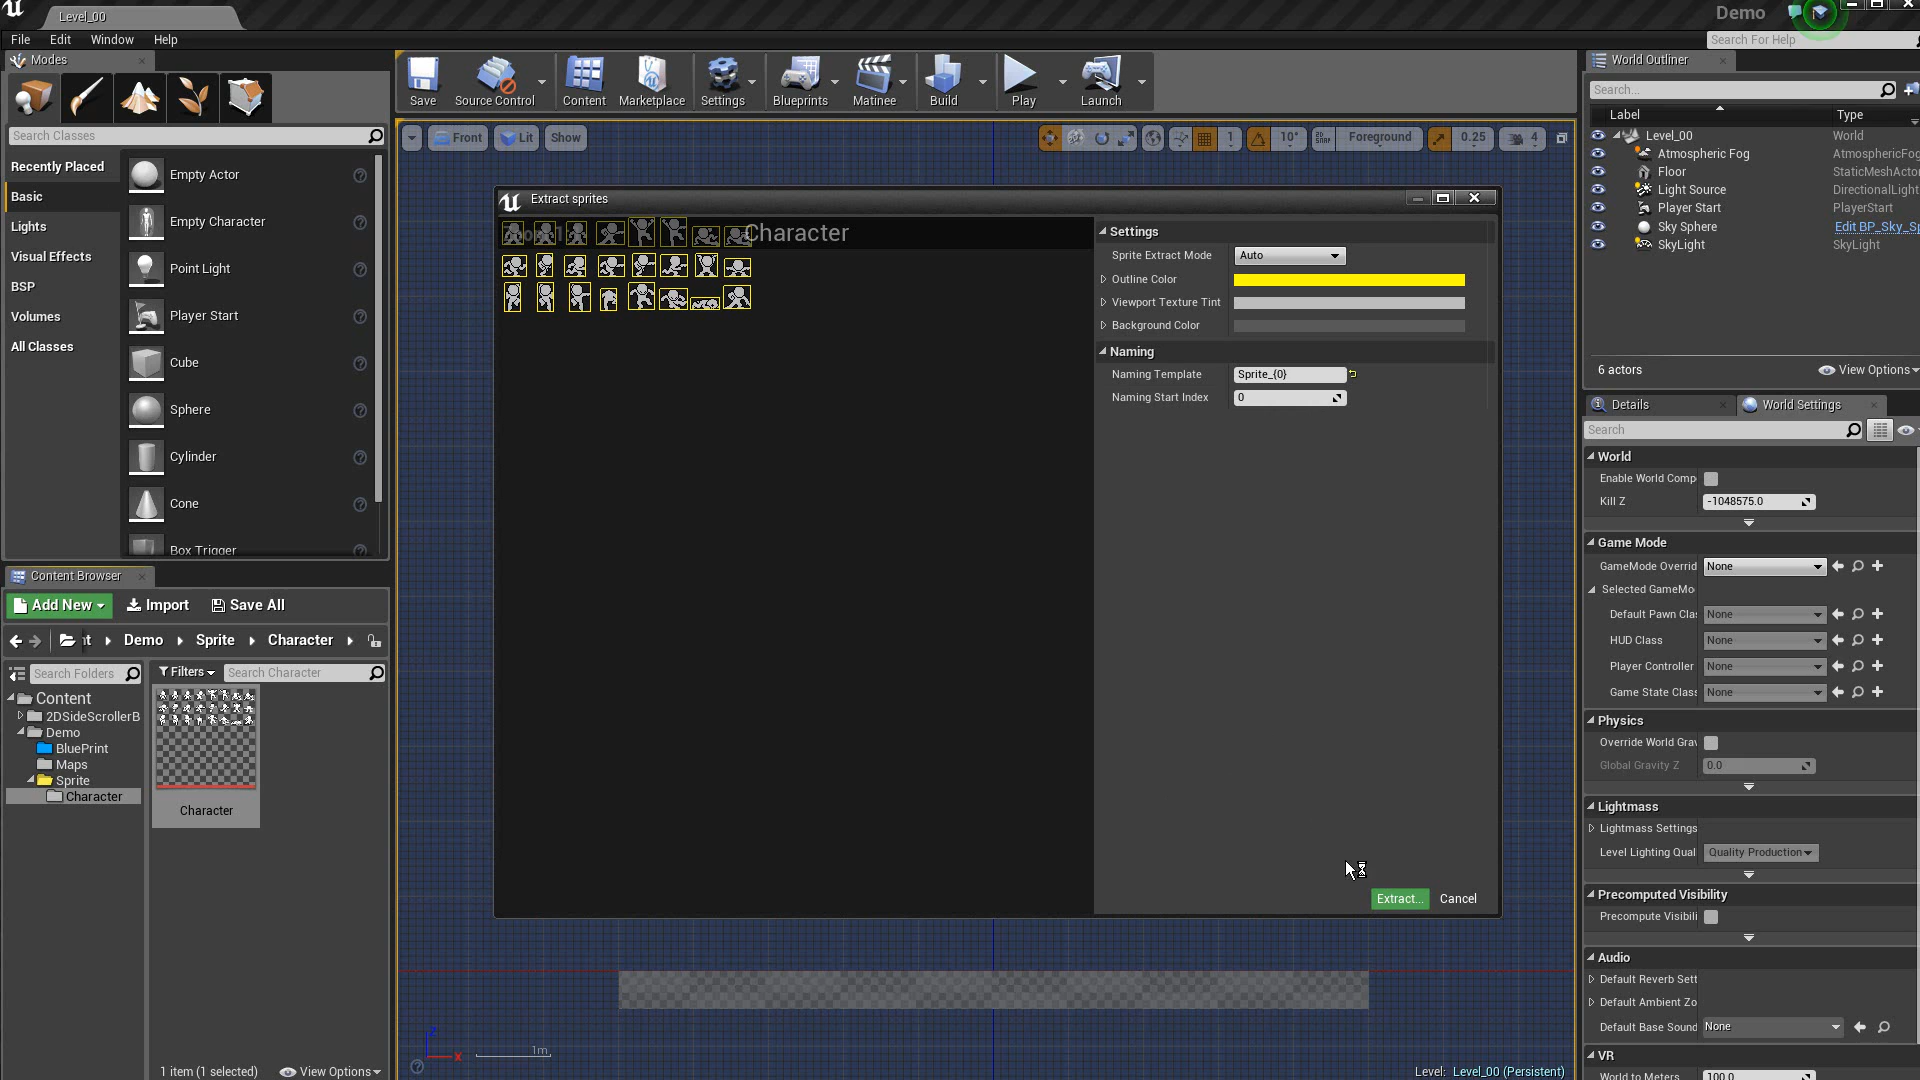 Level_00
Demo
File Edit Window Help
Search For Help
Modes
Search Classes
Recently Placed
Basic
Lights
Visual Effects
BSP
Volumes
All Classes
Empty Actor
Empty Character
Point Light
Player Start
Cube
Sphere
Cylinder
Cone
Box Trigger
Save
Source Control
Content
Marketplace
Settings
Blueprints
Matinee
Build
Play
Launch
Front
Lit
Show
1
10°
Foreground
0.25
4
Extract sprites
Character
Settings
Sprite Extract Mode Auto
Outline Color
Viewport Texture Tint
Background Color
Naming
Naming Template Sprite_{0}
Naming Start Index 0
Extract... Cancel
1m
Level: Level_00 (Persistent)
Content Browser
Add New Import Save All
nt Demo Sprite Character
Search Folders
Filters Search Character
Content
2DSideScrollerB
Demo
BluePrint
Maps
Sprite
Character
Character
1 item (1 selected) View Options
World Outliner
Search...
Label Type
Level_00 World
Atmospheric Fog AtmosphericFog
Floor StaticMeshActor
Light Source DirectionalLight
Player Start PlayerStart
Sky Sphere Edit BP_Sky_Sp
SkyLight SkyLight
6 actors View Options
Details World Settings
Search
World
Enable World Comp
Kill Z -1048575.0
Game Mode
GameMode Overrid None
Selected GameMo
Default Pawn Cla None
HUD Class None
Player Controller None
Game State Class None
Physics
Override World Grav
Global Gravity Z 0.0
Lightmass
Lightmass Settings
Level Lighting Qual Quality Production
Precomputed Visibility
Precompute Visibili
Audio
Default Reverb Sett
Default Ambient Zo
Default Base Sound None
VR
World to Meters 100.0